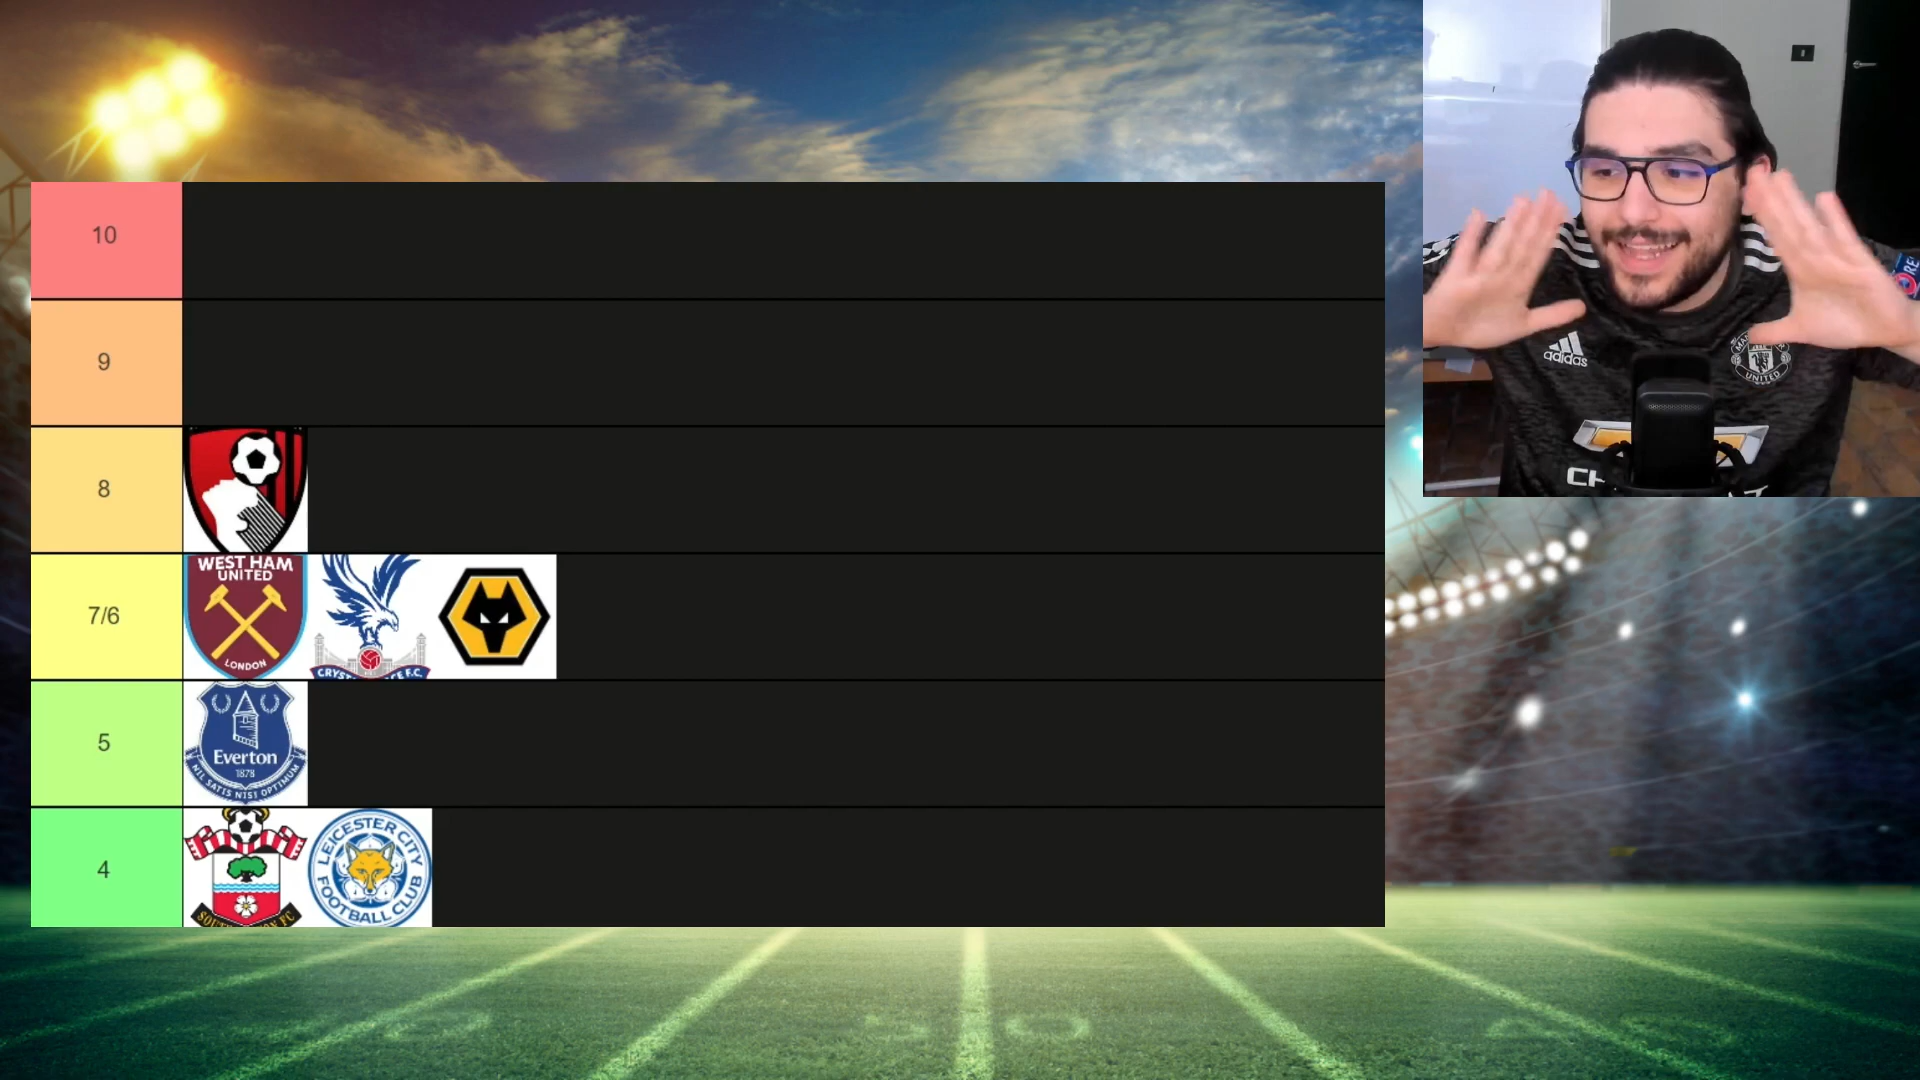 10
9
8
7/6
WEST HAM
UNITED
LONDON
5
Everton
1878
NIL SATIS NISI OPTIMUM
4
LEICESTER CITY
FOOTBALL CLUB
adidas
UNITED